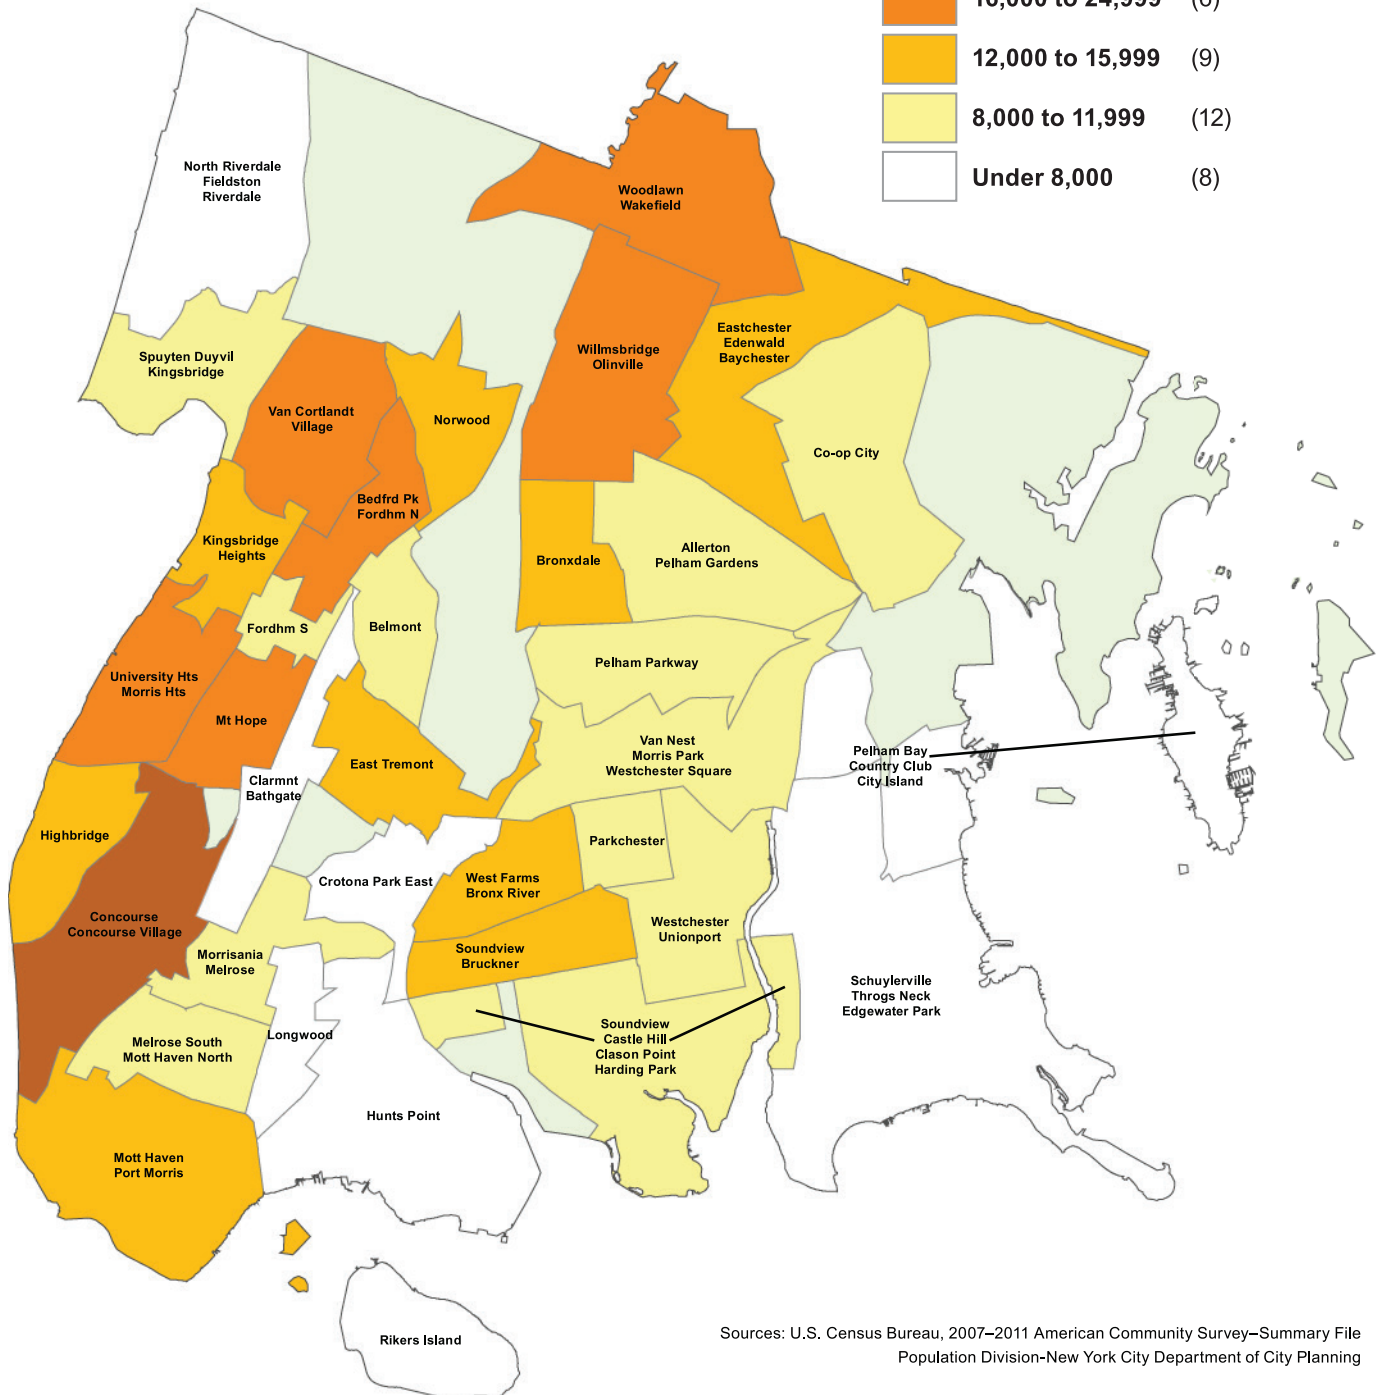 16,000 to 24,999 (6)
12,000 to 15,999 (9)
8,000 to 11,999 (12)
Under 8,000 (8)
North Riverdale
Fieldston
Riverdale
Woodlawn
Wakefield
Spuyten Duyvil
Kingsbridge
Willmsbridge
Olinville
Eastchester
Edenwald
Baychester
Van Cortlandt
Village
Norwood
Co-op City
Bedfrd Pk
Fordhm N
Kingsbridge
Heights
Bronxdale
Allerton
Pelham Gardens
Fordhm S
Belmont
Pelham Parkway
University Hts
Morris Hts
Mt Hope
Van Nest
Morris Park
Westchester Square
East Tremont
Pelham Bay
Country Club
City Island
Clarmnt
Bathgate
Highbridge
Parkchester
Crotona Park East
West Farms
Bronx River
Concourse
Concourse Village
Westchester
Unionport
Soundview
Bruckner
Morrisania
Melrose
Schuylerville
Throgs Neck
Edgewater Park
Longwood
Melrose South
Mott Haven North
Soundview
Castle Hill
Clason Point
Harding Park
Hunts Point
Mott Haven
Port Morris
Rikers Island
Sources: U.S. Census Bureau, 2007–2011 American Community Survey–Summary File
Population Division-New York City Department of City Planning